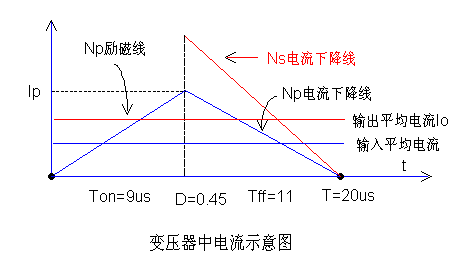 Np励磁线
Ns电流下降线
Ip
Np电流下降线
输出平均电流Io
输入平均电流
t
Ton=9us
D=0.45
Tff=11
T=20us
变压器中电流示意图